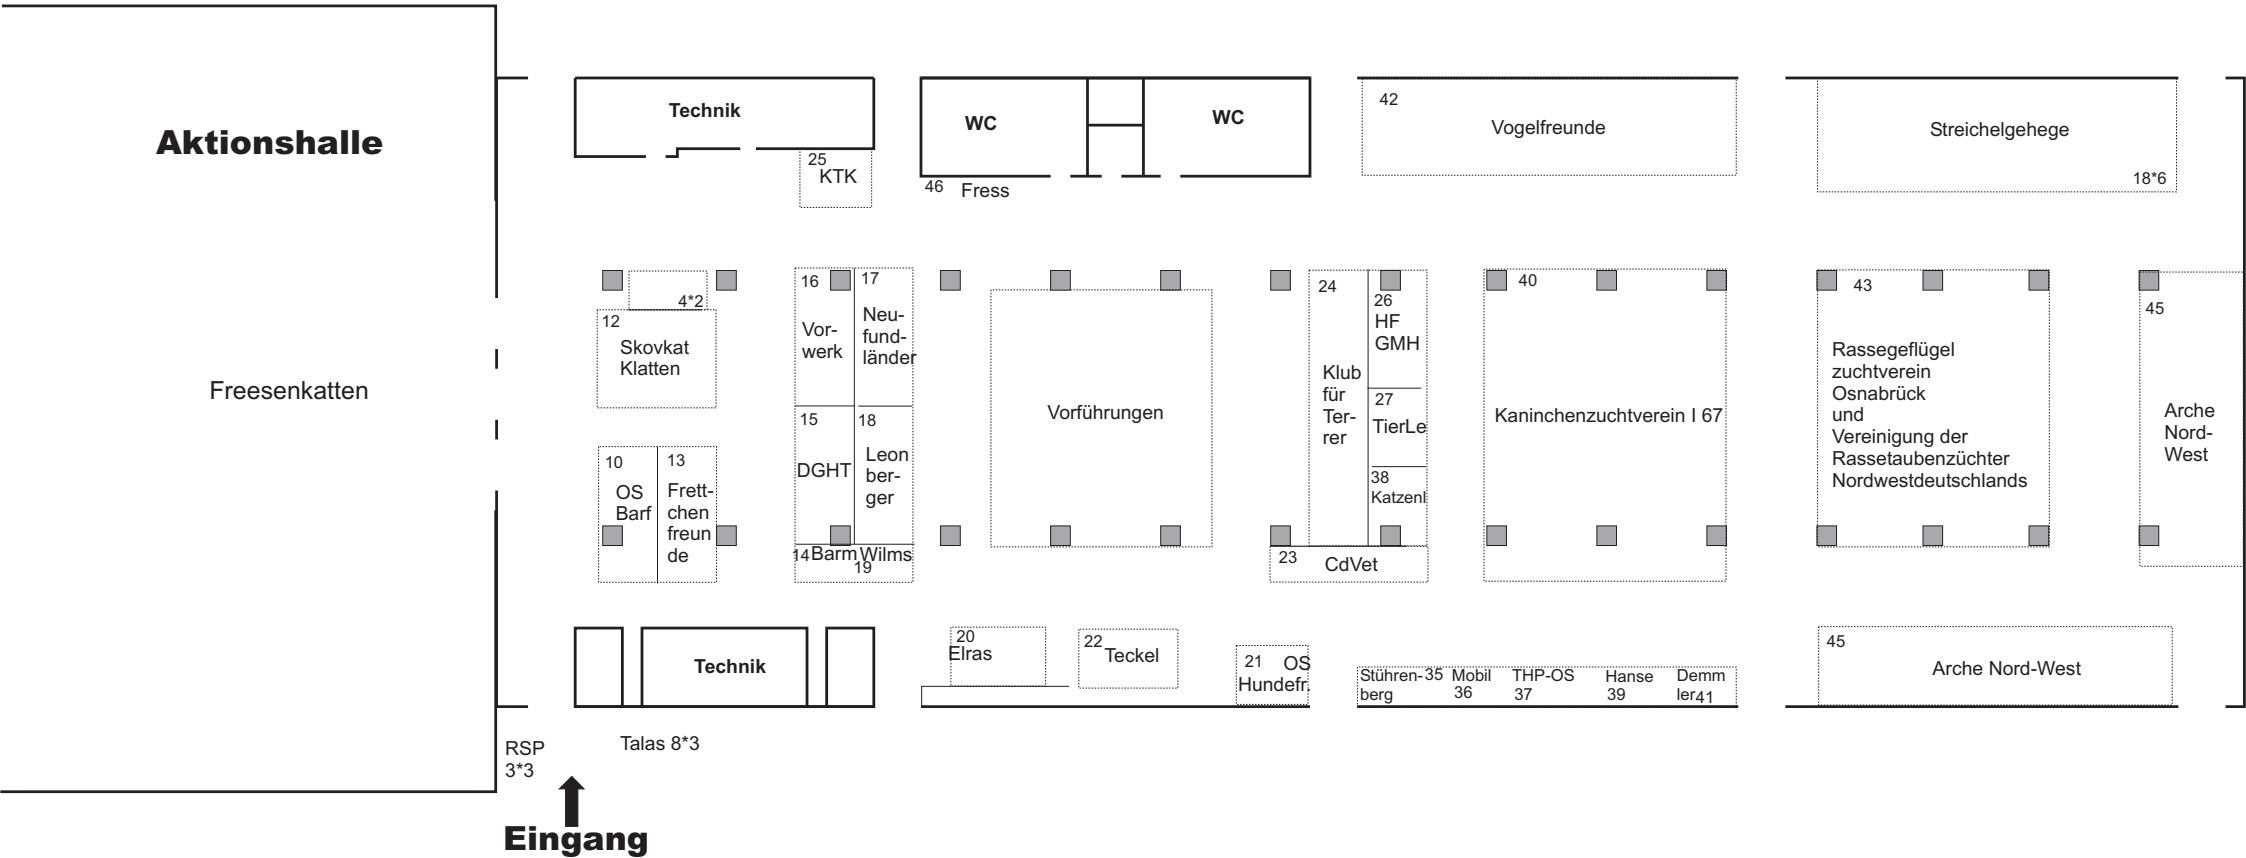 Aktionshalle
Freesenkatten
Technik
25
KTK
WC
WC
46 Fress
42
Vogelfreunde
Streichelgehege
18*6
4*2
12
Skovkat
Klatten
10
OS
Barf
13
Frett-
chen
freun
de
16
Vor-
werk
17
Neu-
fund-
länder
15
DGHT
18
Leon
ber-
ger
14 Barm
Wilms
19
Vorführungen
24
Klub
für
Ter-
rer
26
HF
GMH
27
TierLe
38
Katzenl
23
CdVet
40
Kaninchenzuchtverein I 67
43
Rassegeflügel
zuchtverein
Osnabrück
und
Vereinigung der
Rassetaubenzüchter
Nordwestdeutschlands
45
Arche
Nord-
West
Technik
20
Elras
22 Teckel
21 OS
Hundefr.
Stühren- 35
berg
Mobil
36
THP-OS
37
Hanse
39
Demm
ler 41
45
Arche Nord-West
RSP
3*3
Talas 8*3
Eingang